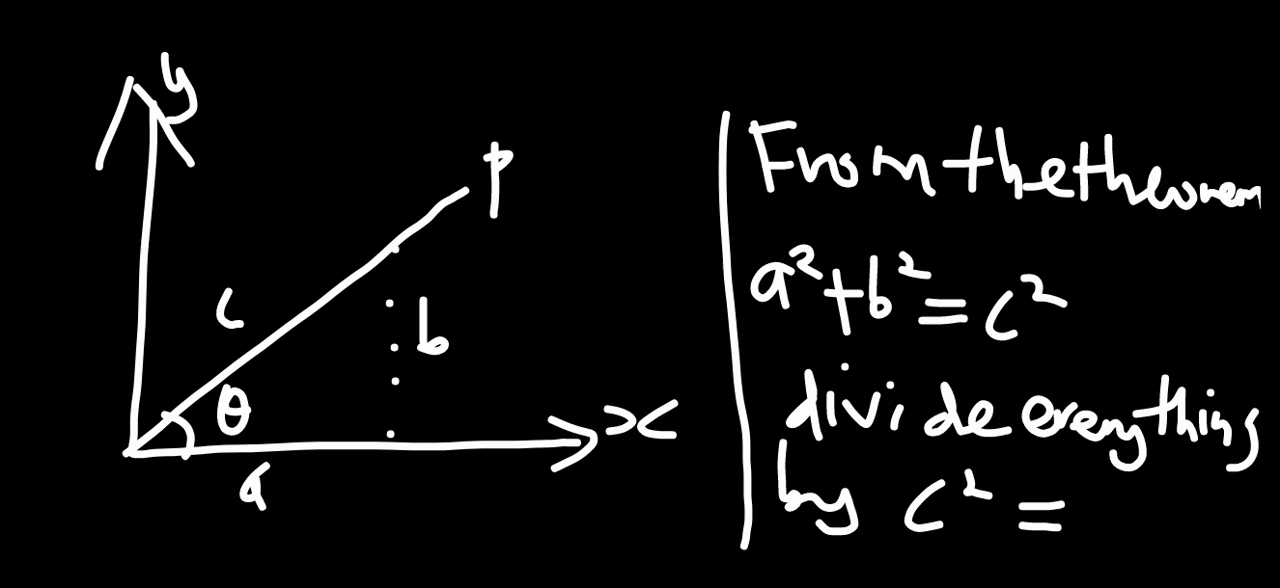 y
p
c
b
θ
x
a
From the theorem
a²+b²=c²
divide everything
by c² =